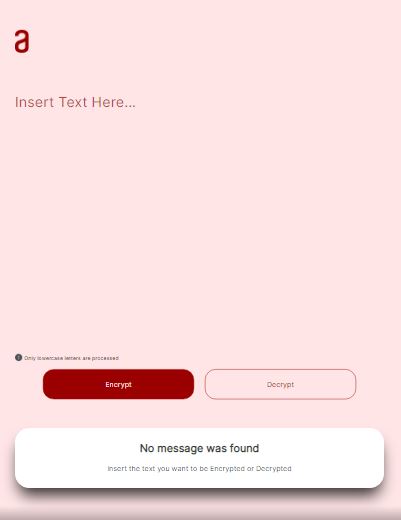 a
Insert Text Here...
Only lowercase letters are processed
Encrypt
Decrypt
No message was found
Insert the text you want to be Encrypted or Decrypted